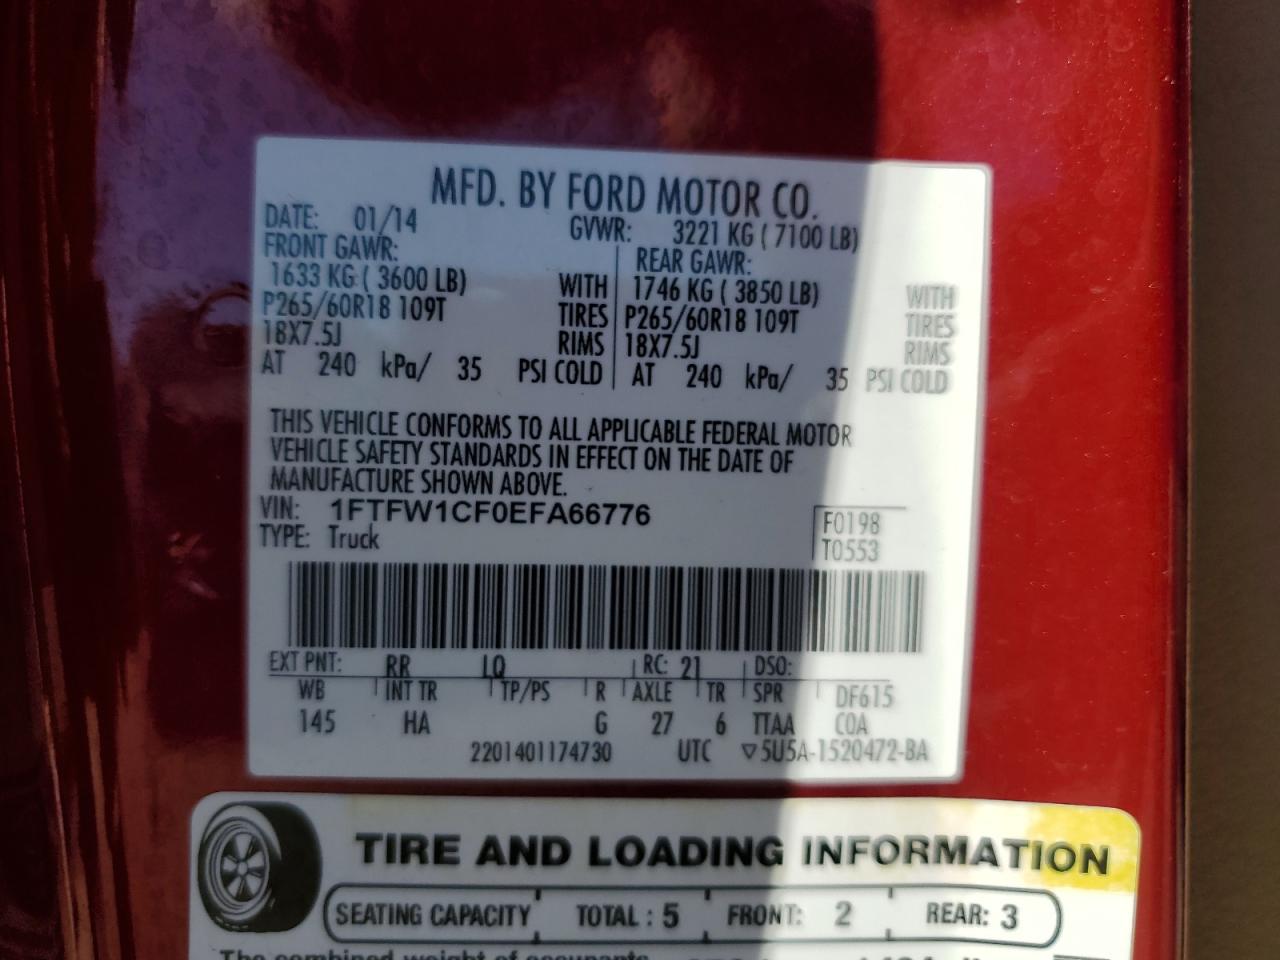 MFD. BY FORD MOTOR CO.
DATE: 01/14 GVWR: 3221 KG ( 7100 LB)
FRONT GAWR: REAR GAWR:
1633 KG ( 3600 LB) WITH 1746 KG ( 3850 LB) WITH
P265/60R18 109T TIRES P265/60R18 109T TIRES
18X7.5J RIMS 18X7.5J RIMS
AT 240 kPa/ 35 PSI COLD AT 240 kPa/ 35 PSI COLD
THIS VEHICLE CONFORMS TO ALL APPLICABLE FEDERAL MOTOR
VEHICLE SAFETY STANDARDS IN EFFECT ON THE DATE OF
MANUFACTURE SHOWN ABOVE.
VIN: 1FTFW1CF0EFA66776 F0198
TYPE: Truck T0553
EXT PNT: RR LQ RC: 21 DSO:
WB INT TR TP/PS R AXLE TR SPR DF615
145 HA G 27 6 TTAA COA
2201401174730 UTC ▽5U5A-1520472-BA
TIRE AND LOADING INFORMATION
SEATING CAPACITY TOTAL : 5 FRONT: 2 REAR: 3
The combined weight of occupants